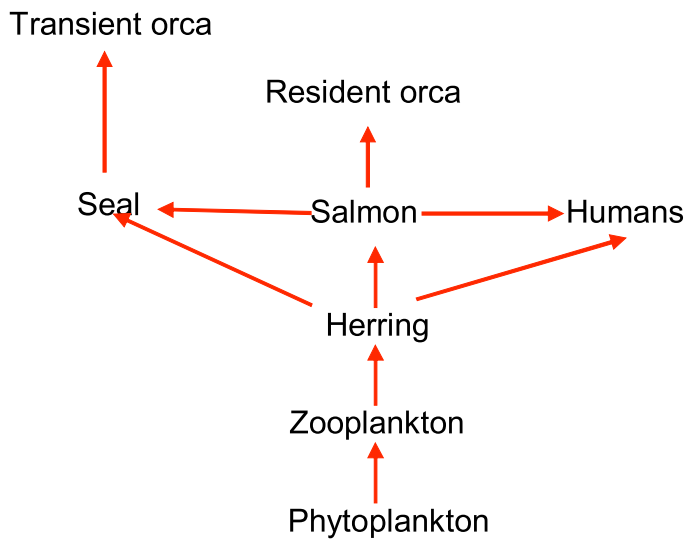 Transient orca
Resident orca
Seal
Salmon
Humans
Herring
Zooplankton
Phytoplankton